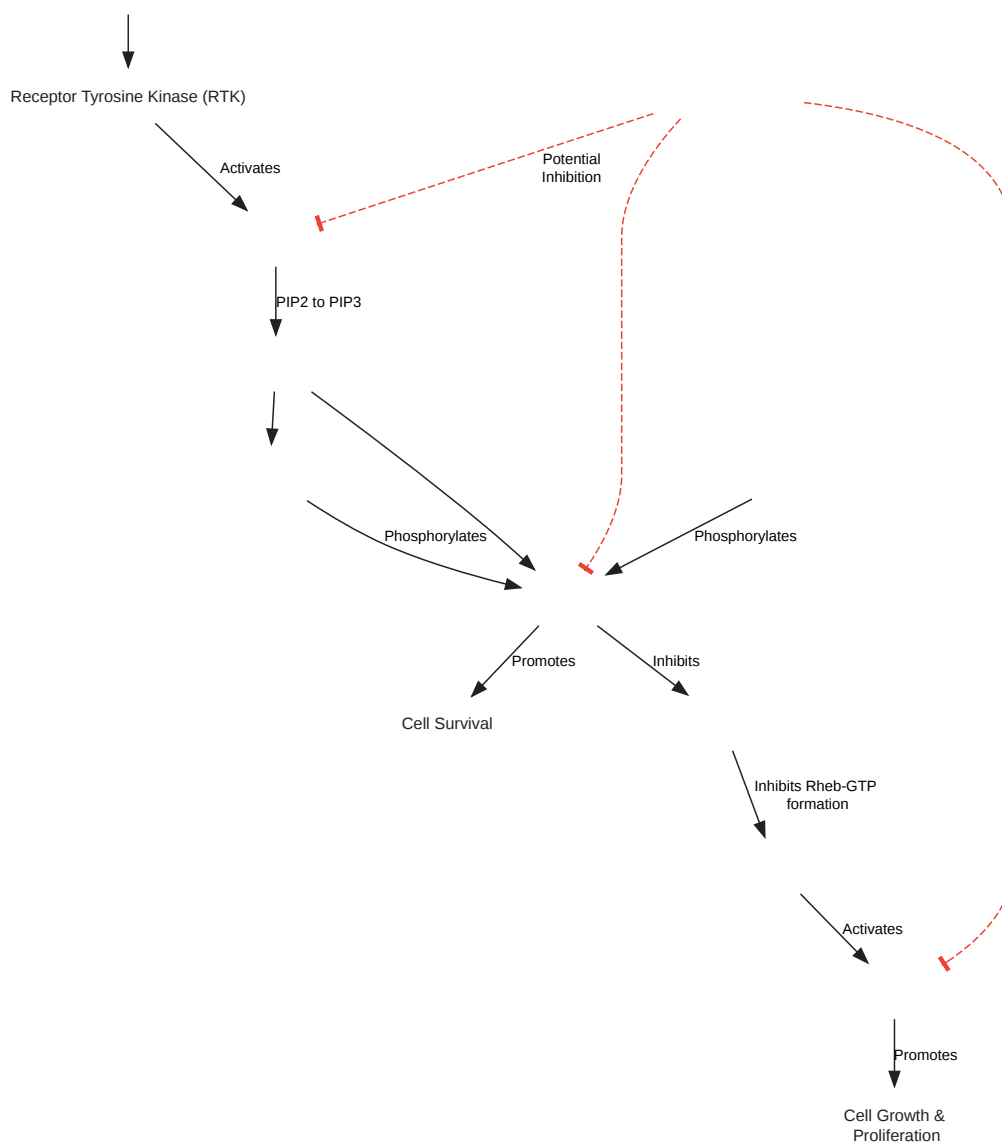 Receptor Tyrosine Kinase (RTK)
Potential
Inhibition
Activates
PIP2 to PIP3
Phosphorylates
Phosphorylates
Promotes
Inhibits
Cell Survival
Inhibits Rheb-GTP
formation
Activates
Promotes
Cell Growth &
Proliferation